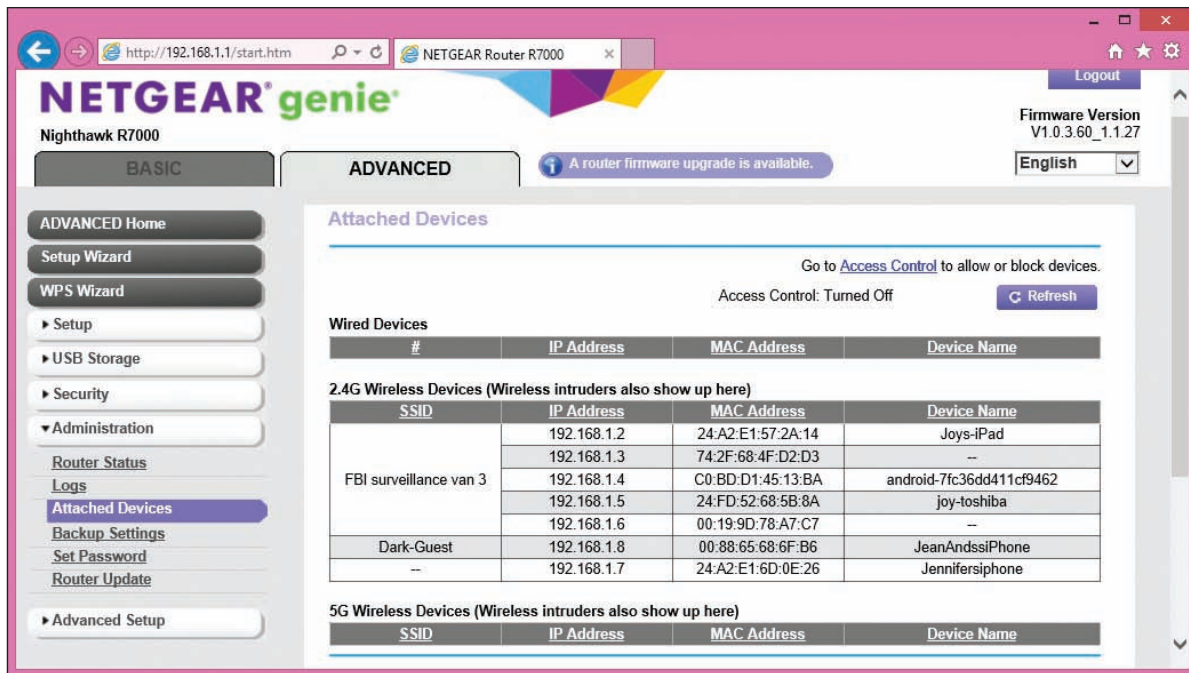 http://192.168.1.1/start.htm
NETGEAR Router R7000
NETGEAR® genie®
Logout
Nighthawk R7000
Firmware Version
V1.0.3.60_1.1.27
BASIC
ADVANCED
A router firmware upgrade is available.
English
ADVANCED Home
Setup Wizard
WPS Wizard
Setup
USB Storage
Security
Administration
Router Status
Logs
Attached Devices
Backup Settings
Set Password
Router Update
Advanced Setup
Attached Devices
Go to Access Control to allow or block devices.
Access Control: Turned Off
Refresh
Wired Devices
# IP Address MAC Address Device Name
2.4G Wireless Devices (Wireless intruders also show up here)
SSID IP Address MAC Address Device Name
192.168.1.2 24:A2:E1:57:2A:14 Joys-iPad
192.168.1.3 74:2F:68:4F:D2:D3 --
FBI surveillance van 3 192.168.1.4 C0:BD:D1:45:13:BA android-7fc36dd411cf9462
192.168.1.5 24:FD:52:68:5B:8A joy-toshiba
192.168.1.6 00:19:9D:78:A7:C7 --
Dark-Guest 192.168.1.8 00:88:65:68:6F:B6 JeanAndssiPhone
-- 192.168.1.7 24:A2:E1:6D:0E:26 Jennifersiphone
5G Wireless Devices (Wireless intruders also show up here)
SSID IP Address MAC Address Device Name